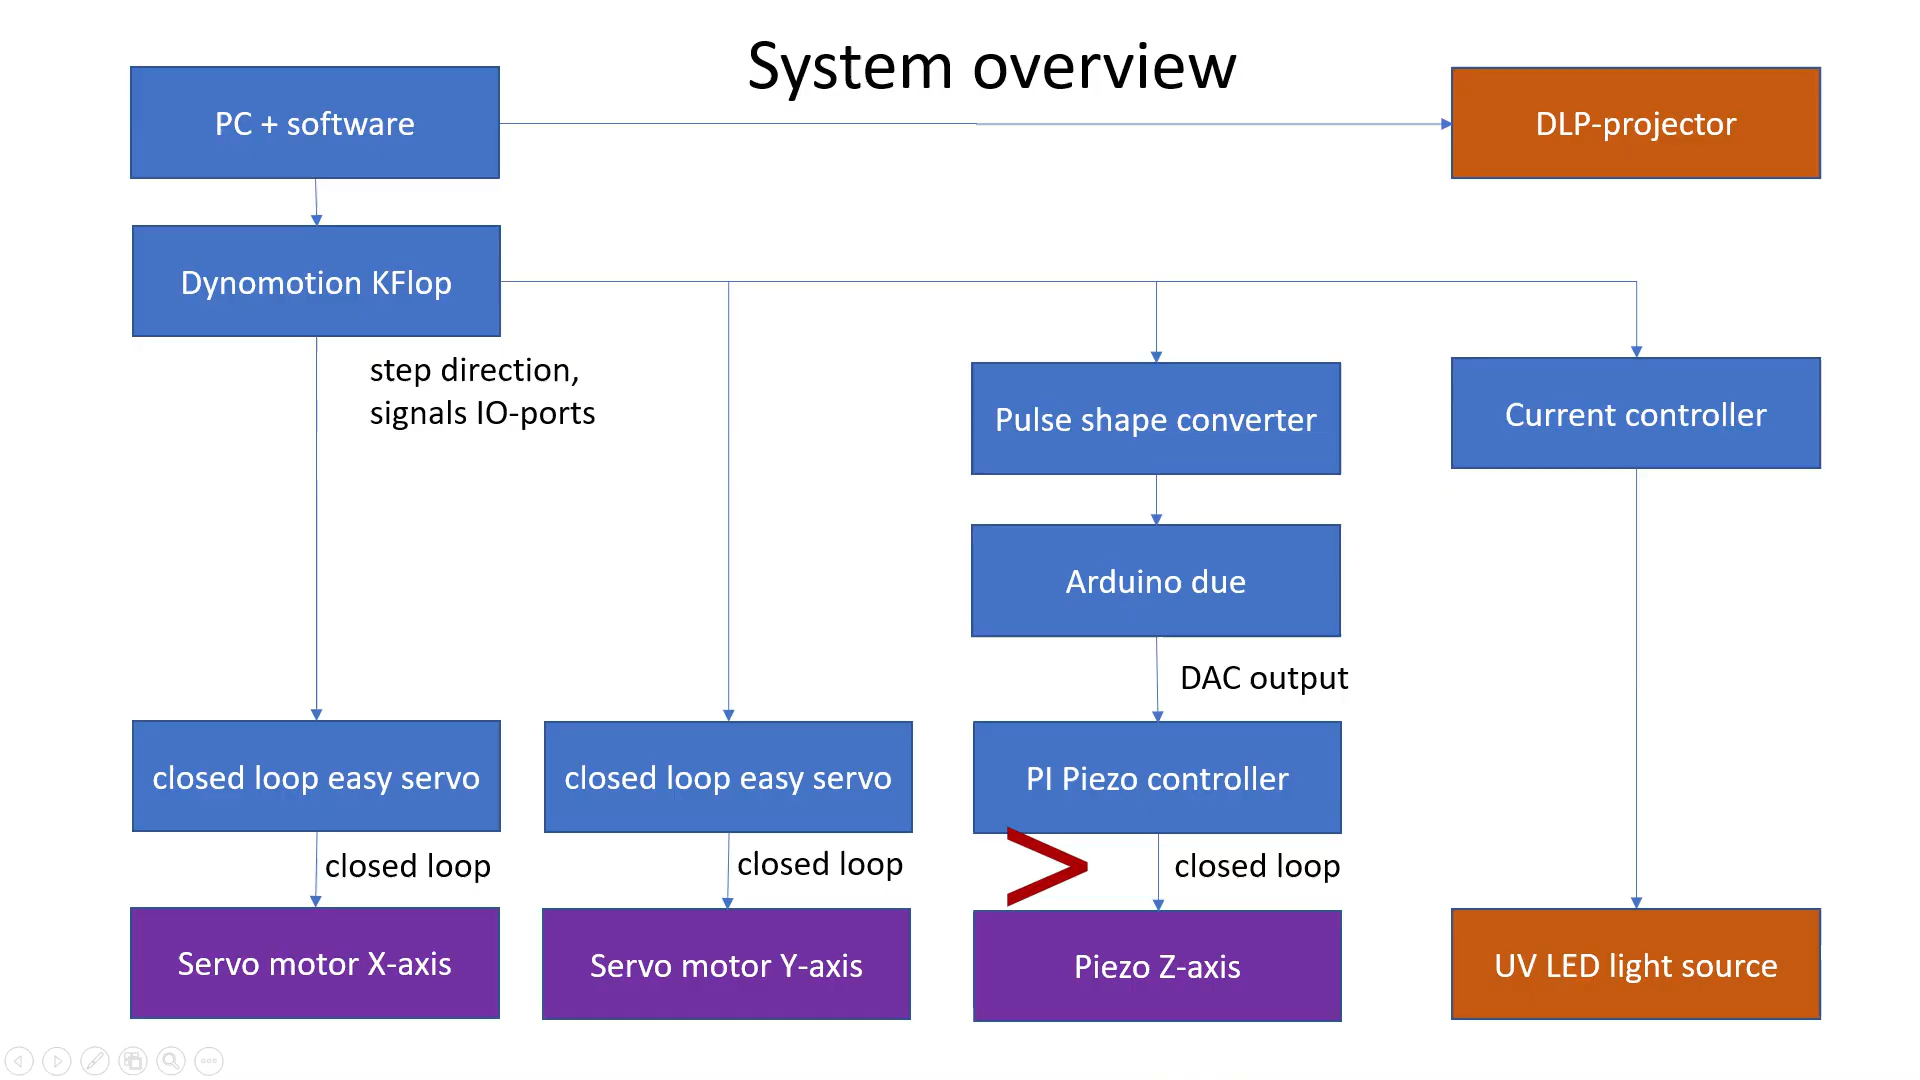 System overview
PC + software
DLP-projector
Dynomotion KFlop
step direction,
signals IO-ports
Pulse shape converter
Current controller
Arduino due
DAC output
closed loop easy servo
closed loop easy servo
PI Piezo controller
>
closed loop
closed loop
closed loop
Servo motor X-axis
Servo motor Y-axis
Piezo Z-axis
UV LED light source